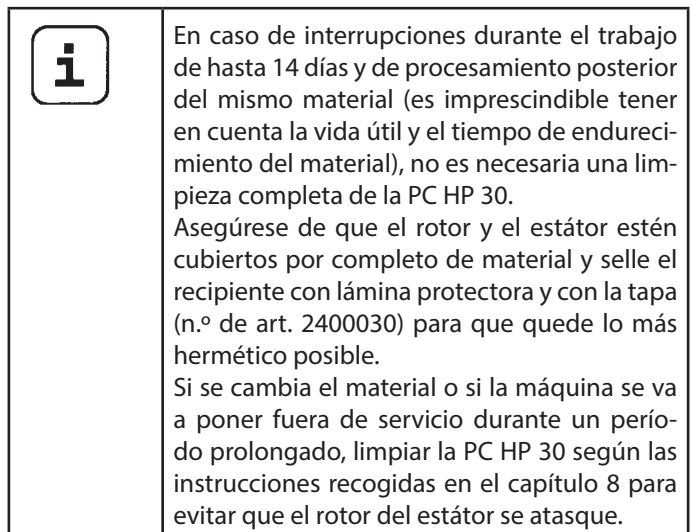 i
En caso de interrupciones durante el trabajo
de hasta 14 días y de procesamiento posterior
del mismo material (es imprescindible tener
en cuenta la vida útil y el tiempo de endureci-
miento del material), no es necesaria una lim-
pieza completa de la PC HP 30.
Asegúrese de que el rotor y el estátor estén
cubiertos por completo de material y selle el
recipiente con lámina protectora y con la tapa
(n.º de art. 2400030) para que quede lo más
hermético posible.
Si se cambia el material o si la máquina se va
a poner fuera de servicio durante un perío-
do prolongado, limpiar la PC HP 30 según las
instrucciones recogidas en el capítulo 8 para
evitar que el rotor del estátor se atasque.